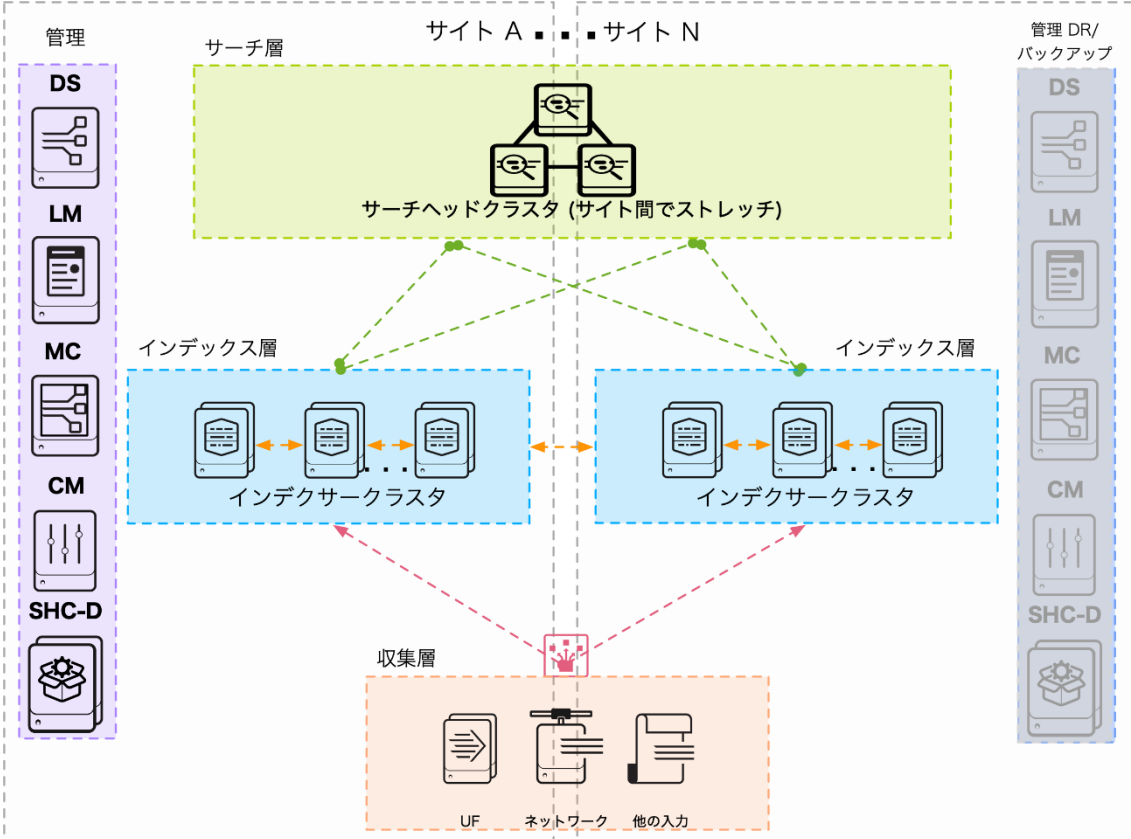 サイト A ・・・サイト N
管理
DS
LM
MC
CM
SHC-D
サーチ層
サーチヘッドクラスタ (サイト間でストレッチ)
インデックス層
インデクサークラスタ
インデックス層
インデクサークラスタ
収集層
UF
ネットワーク
他の入力
管理 DR/
バックアップ
DS
LM
MC
CM
SHC-D